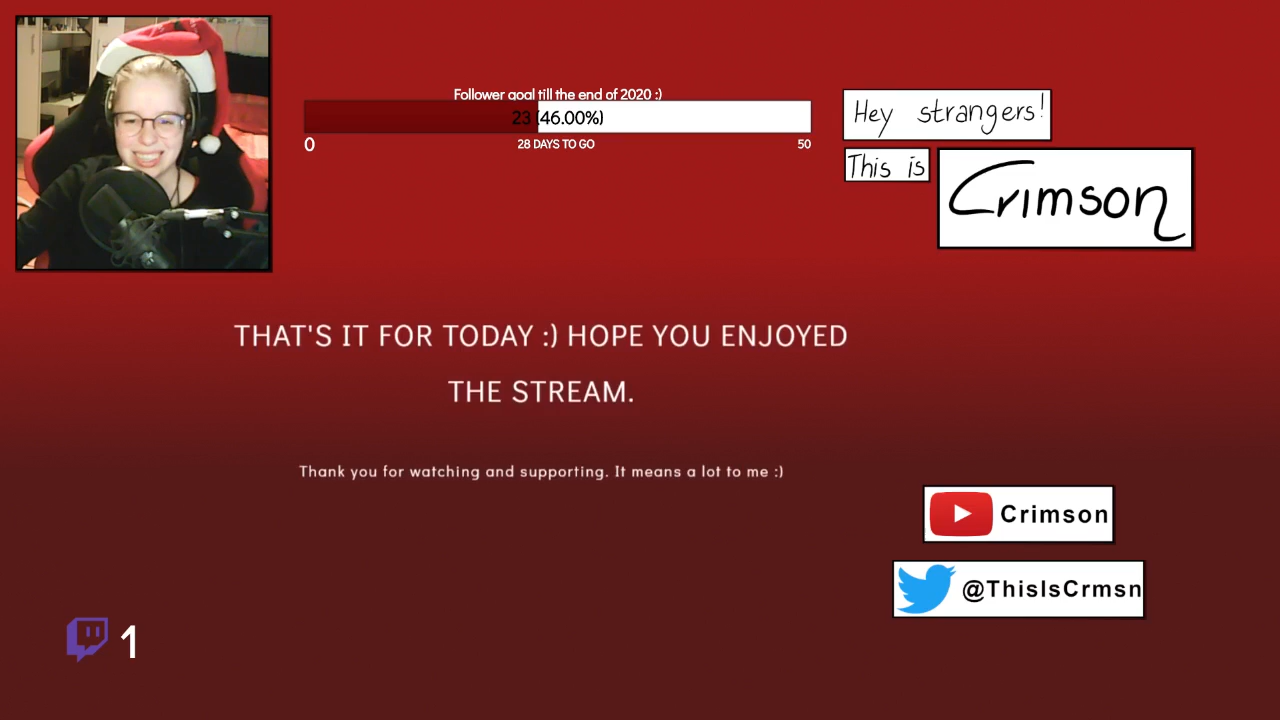 Follower goal till the end of 2020 :)
23 (46.00%)
0
28 DAYS TO GO
50
Hey strangers!
This is
Crimson
THAT'S IT FOR TODAY :) HOPE YOU ENJOYED
THE STREAM.
Thank you for watching and supporting. It means a lot to me :)
Crimson
@ThisIsCrmsn
1